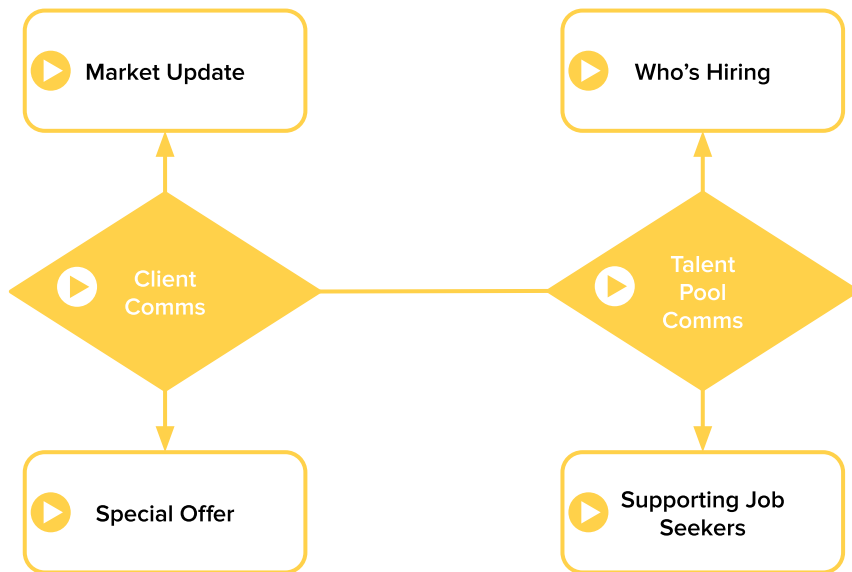 Market Update
Who’s Hiring
Client
Comms
Talent
Pool
Comms
Special Offer
Supporting Job
Seekers